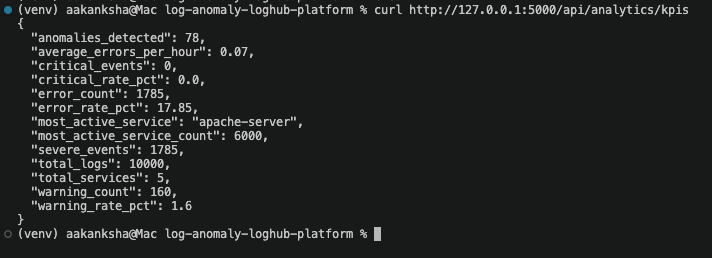 (venv) aakanksha@Mac log-anomaly-loghub-platform % curl http://127.0.0.1:5000/api/analytics/kpis
{
  "anomalies_detected": 78,
  "average_errors_per_hour": 0.07,
  "critical_events": 0,
  "critical_rate_pct": 0.0,
  "error_count": 1785,
  "error_rate_pct": 17.85,
  "most_active_service": "apache-server",
  "most_active_service_count": 6000,
  "severe_events": 1785,
  "total_logs": 10000,
  "total_services": 5,
  "warning_count": 160,
  "warning_rate_pct": 1.6
}
(venv) aakanksha@Mac log-anomaly-loghub-platform %